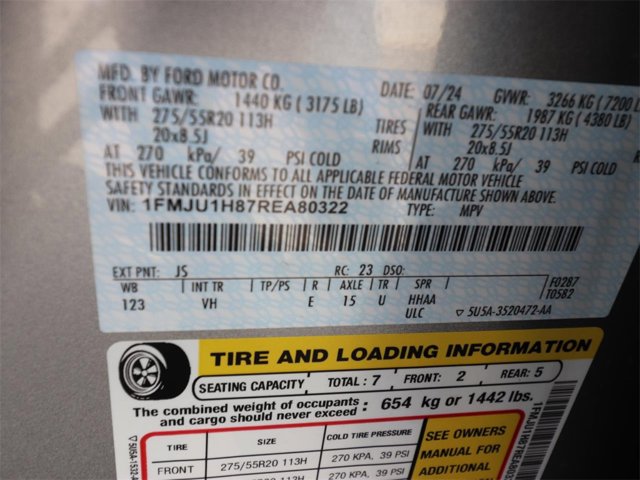 MFD. BY FORD MOTOR CO.
DATE: 07/24 GVWR: 3266 KG (7200
FRONT GAWR: 1440 KG (3175 LB) REAR GAWR: 1987 KG (4380 LB)
WITH 275/55R20 113H TIRES WITH 275/55R20 113H
20x8.5J RIMS 20x8.5J
AT 270 kPa/ 39 PSI COLD AT 270 kPa/ 39 PSI COLD
THIS VEHICLE CONFORMS TO ALL APPLICABLE FEDERAL MOTOR VEHICLE
SAFETY STANDARDS IN EFFECT ON THE DATE OF MANUFACTURE SHOWN ABOVE.
VIN: 1FMJU1H87REA80322 TYPE: MPV
EXT PNT: JS RC: 23 DSO:
WB INT TR TP/PS R AXLE TR SPR F0287
123 VH E 15 U HHAA T0582
ULC ▽ 5U5A-3520472-AA
TIRE AND LOADING INFORMATION
SEATING CAPACITY TOTAL: 7 FRONT: 2 REAR: 5
The combined weight of occupants and cargo should never exceed: 654 kg or 1442 lbs.
TIRE SIZE COLD TIRE PRESSURE
FRONT 275/55R20 113H 270 KPA, 39 PSI
275/55R20 113H 270 KPA, 39 PSI
SEE OWNERS
MANUAL FOR
ADDITIONAL